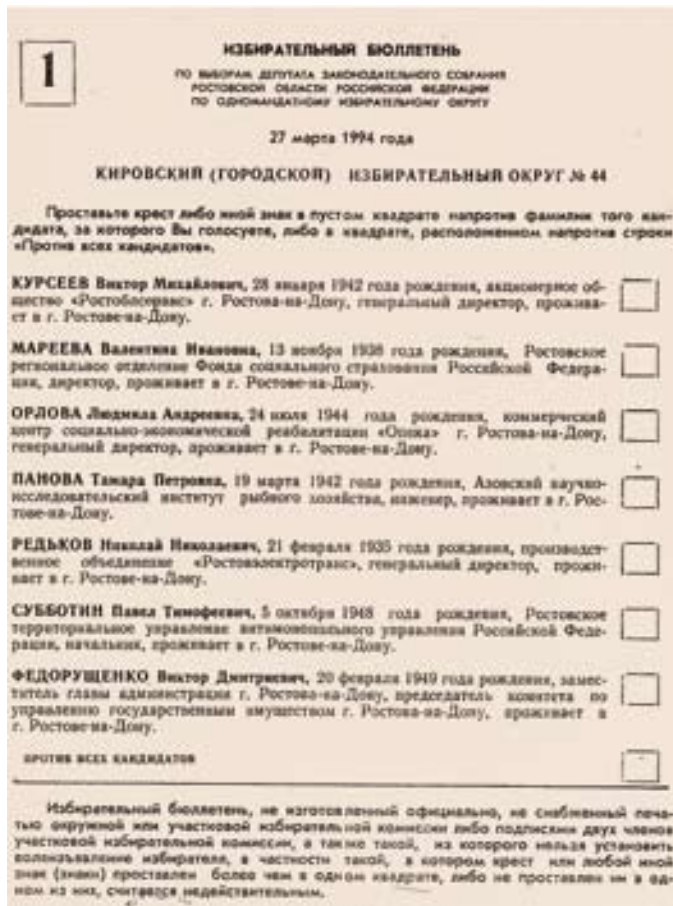 1
ИЗБИРАТЕЛЬНЫЙ БЮЛЛЕТЕНЬ
ПО ВЫБОРАМ ДЕПУТАТА ЗАКОНОДАТЕЛЬНОГО СОБРАНИЯ
РОСТОВСКОЙ ОБЛАСТИ РОССИЙСКОЙ ФЕДЕРАЦИИ
ПО ОДНОМАНДАТНОМУ ИЗБИРАТЕЛЬНОМУ ОКРУГУ
27 марта 1994 года
КИРОВСКИЙ (ГОРОДСКОЙ) ИЗБИРАТЕЛЬНЫЙ ОКРУГ № 44
Проставьте крест либо иной знак в пустом квадрате напротив фамилии того кан-
дидата, за которого Вы голосуете, либо в квадрате, расположенном напротив строки
«Против всех кандидатов».
КУРСЕЕВ Виктор Михайлович, 28 января 1942 года рождения, акционерное об-
щество «Ростоблсервис» г. Ростова-на-Дону, генеральный директор, прожива-
ет в г. Ростове-на-Дону.
МАРЕЕВА Валентина Ивановна, 13 ноября 1938 года рождения, Ростовское
региональное отделение Фонда социального страхования Российской Федера-
ции, директор, проживает в г. Ростове-на-Дону.
ОРЛОВА Людмила Андреевна, 24 июля 1944 года рождения, коммерческий
центр социально-экономической реабилитации г. Ростова-на-Дону,
генеральный директор, проживает в г. Ростове-на-Дону.
ПАНОВА Тамара Петровна, 19 марта 1942 года рождения, Азовский научно-
исследовательский институт рыбного хозяйства, инженер, проживает в г. Рос-
тове-на-Дону.
РЕДЬКОВ Николай Николаевич, 21 февраля 1935 года рождения, производст-
венное объединение «Ростовэлектротранс», генеральный директор, прожи-
вает в г. Ростове-на-Дону.
СУББОТИН Павел Тимофеевич, 5 октября 1948 года рождения, Ростовское
территориальное управление антимонопольного управления Российской Феде-
рации, начальник, проживает в г. Ростове-на-Дону.
ФЕДОРУЩЕНКО Виктор Дмитриевич, 20 февраля 1949 года рождения, замес-
титель главы администрации г. Ростова-на-Дону, председатель комитета по
управлению государственным имуществом г. Ростова-на-Дону, проживает в
г. Ростове-на-Дону.
ПРОТИВ ВСЕХ КАНДИДАТОВ
Избирательный бюллетень, не изготовленный официально, не снабженный печа-
тью окружной или участковой избирательной комиссии либо подписями двух членов
участковой избирательной комиссии, а также такой, из которого нельзя установить
волеизъявление избирателя, в частности такой, в котором крест или любой иной
знак (знаки) проставлен более чем в одном квадрате, либо не проставлен ни в од-
ном из них, считается недействительным.